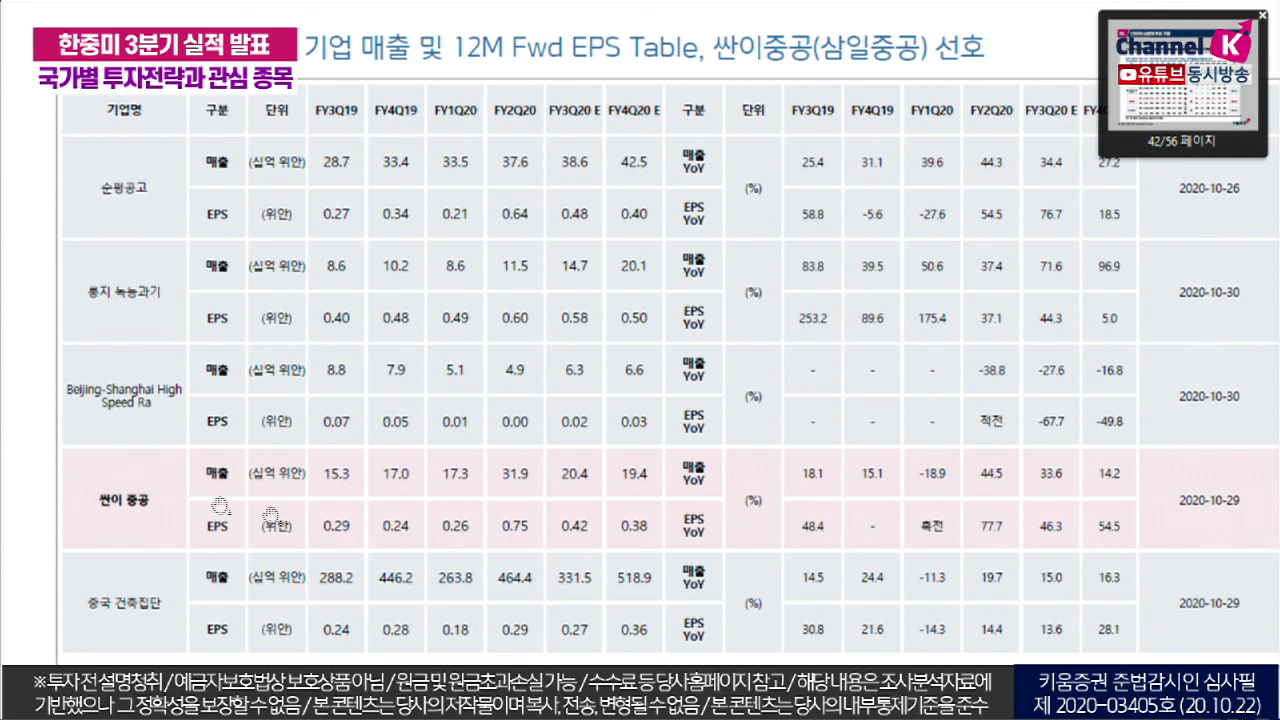 한중미 3분기 실적 발표
국가별 투자전략과 관심 종목
기업 매출 및 12M Fwd EPS Table, 싼이중공(삼일중공) 선호
Channel K
유튜브 동시방송
42/56 페이지
기업명 구분 단위 FY3Q19 FY4Q19 FY1Q20 FY2Q20 FY3Q20 E FY4Q20 E 구분 단위 FY3Q19 FY4Q19 FY1Q20 FY2Q20 FY3Q20 E
순펑공고 매출 (십억 위안) 28.7 33.4 33.5 37.6 38.6 42.5 매출 YoY (%) 25.4 31.1 39.6 44.3 34.4 27.2 2020-10-26
EPS (위안) 0.27 0.34 0.21 0.64 0.48 0.40 EPS YoY 58.8 -5.6 -27.6 54.5 76.7 18.5
룽지 녹능과기 매출 (십억 위안) 8.6 10.2 8.6 11.5 14.7 20.1 매출 YoY (%) 83.8 39.5 50.6 37.4 71.6 96.9 2020-10-30
EPS (위안) 0.40 0.48 0.49 0.60 0.58 0.50 EPS YoY 253.2 89.6 175.4 37.1 44.3 5.0
Beijing-Shanghai High Speed Ra 매출 (십억 위안) 8.8 7.9 5.1 4.9 6.3 6.6 매출 YoY (%) - - - -38.8 -27.6 -16.8 2020-10-30
EPS (위안) 0.07 0.05 0.01 0.00 0.02 0.03 EPS YoY - - - 적전 -67.7 -49.8
싼이 중공 매출 (십억 위안) 15.3 17.0 17.3 31.9 20.4 19.4 매출 YoY (%) 18.1 15.1 -18.9 44.5 33.6 14.2 2020-10-29
EPS (위안) 0.29 0.24 0.26 0.75 0.42 0.38 EPS YoY 48.4 - 흑전 77.7 46.3 54.5
중국 건축집단 매출 (십억 위안) 288.2 446.2 263.8 464.4 331.5 518.9 매출 YoY (%) 14.5 24.4 -11.3 19.7 15.0 16.3 2020-10-29
EPS (위안) 0.24 0.28 0.18 0.29 0.27 0.36 EPS YoY 30.8 21.6 -14.3 14.4 13.6 28.1
※ 투자 전 설명청취 / 예금자보호법상 보호상품 아님 / 원금 및 원금초과손실 가능 / 수수료 등 당사홈페이지 참고 / 해당 내용은 조사분석자료에
기반했으나 그 정확성을 보장할 수 없음 / 본 콘텐츠는 당사의 저작물이며 복사, 전송, 변형될 수 없음 / 본 콘텐츠는 당사의 내부통제기준을 준수
키움증권 준법감시인 심사필
제 2020-03405호 (20.10.22)